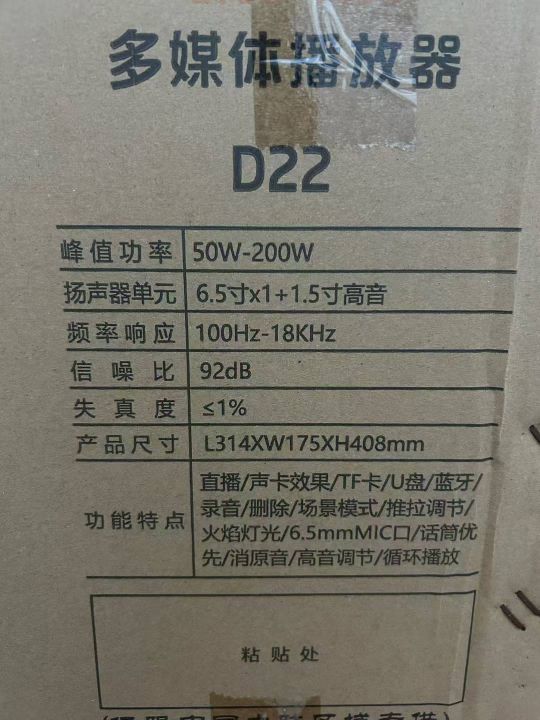 多媒体播放器
D22
峰值功率 50W-200W
扬声器单元 6.5寸x1+1.5寸高音
频率响应 100Hz-18KHz
信噪比 92dB
失真度 ≤1%
产品尺寸 L314XW175XH408mm
功能特点 直播/声卡效果/TF卡/U盘/蓝牙/
录音/删除/场景模式/推拉调节/
火焰灯光/6.5mmMIC口/话筒优
先/消原音/高音调节/循环播放
粘贴处